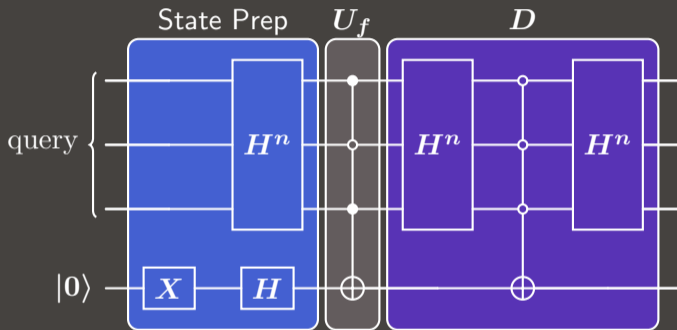 State Prep
U_f
D
query
H^n
H^n
H^n
|0⟩
X
H